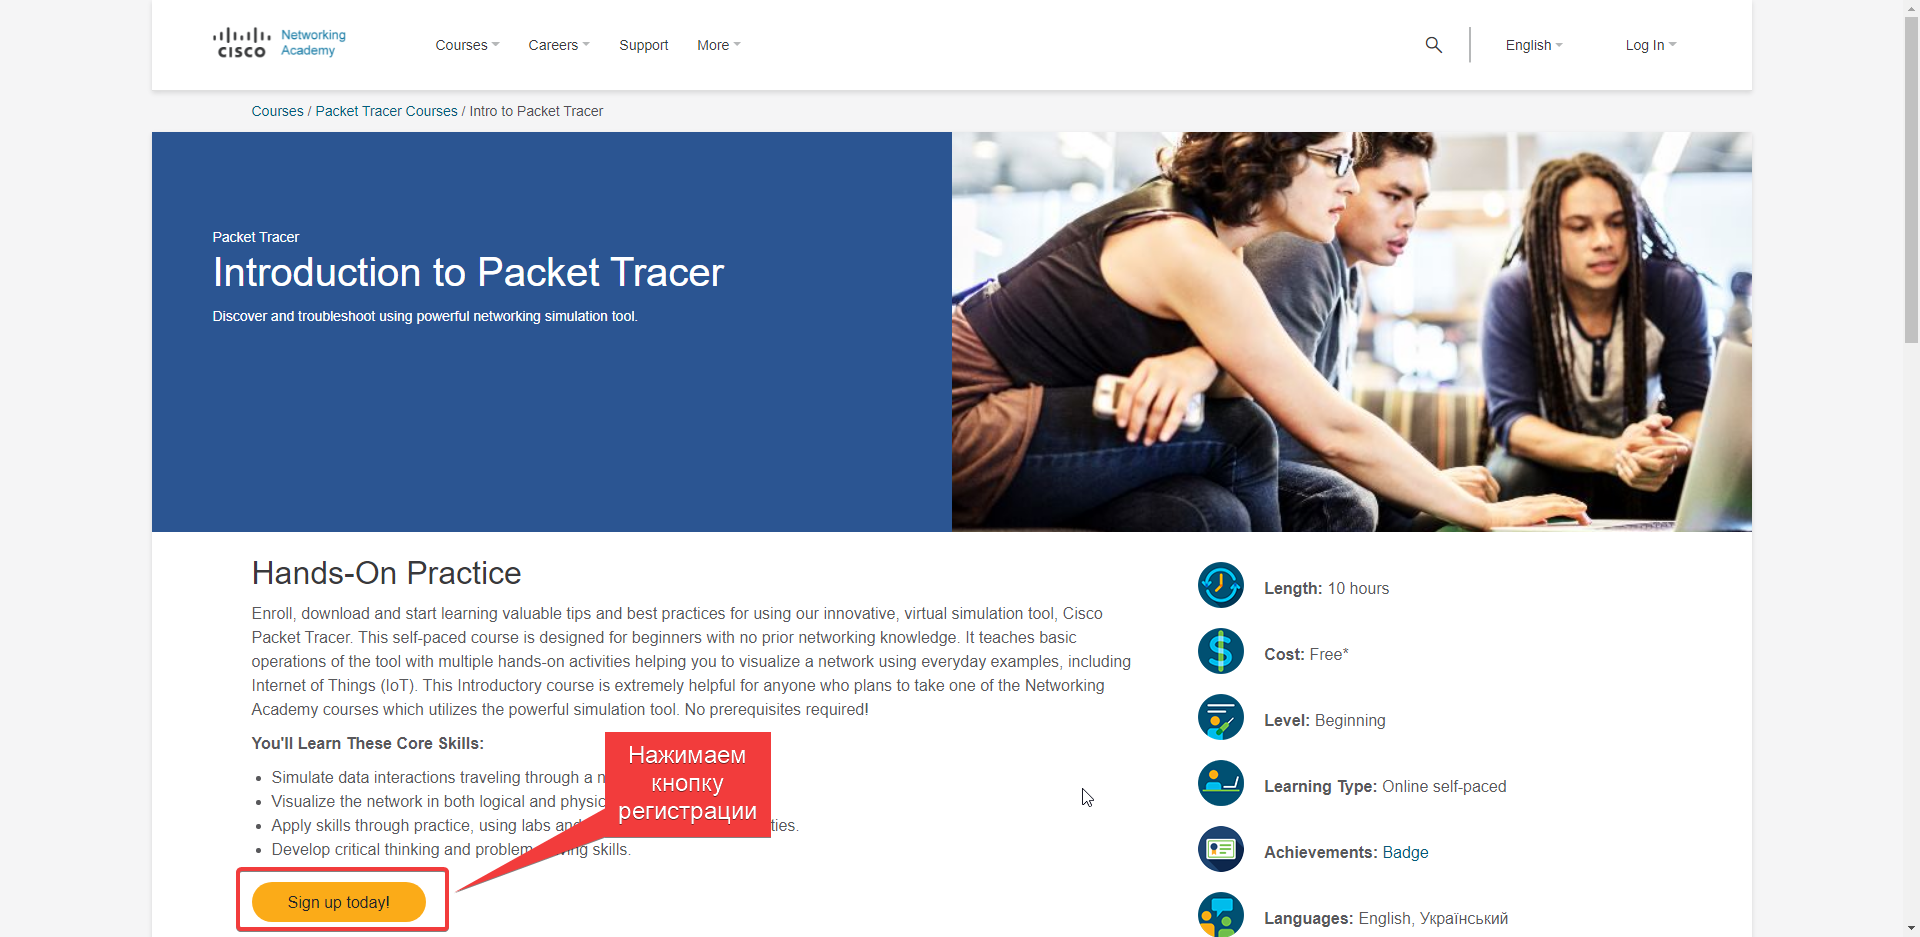 CISCO
Networking
Academy
Courses
Careers
Support
More
English
Log In
Courses / Packet Tracer Courses / Intro to Packet Tracer
Packet Tracer
Introduction to Packet Tracer
Discover and troubleshoot using powerful networking simulation tool.
Hands-On Practice
Enroll, download and start learning valuable tips and best practices for using our innovative, virtual simulation tool, Cisco
Packet Tracer. This self-paced course is designed for beginners with no prior networking knowledge. It teaches basic
operations of the tool with multiple hands-on activities helping you to visualize a network using everyday examples, including
Internet of Things (IoT). This Introductory course is extremely helpful for anyone who plans to take one of the Networking
Academy courses which utilizes the powerful simulation tool. No prerequisites required!
You'll Learn These Core Skills:
Simulate data interactions traveling through a
Visualize the network in both logical and
Apply skills through practice, using labs
Develop critical thinking and skills.
Нажимаем
кнопку
регистрации
Sign up today!
Length: 10 hours
Cost: Free*
Level: Beginning
Learning Type: Online self-paced
Achievements: Badge
Languages: English, Український